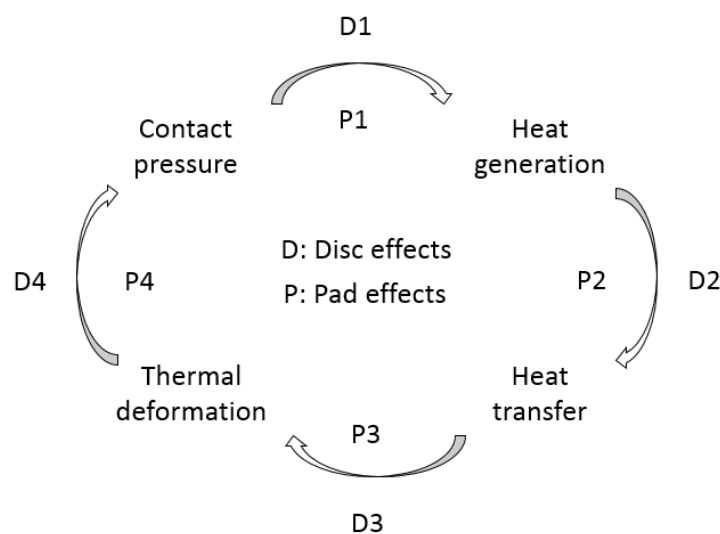 D1
P1
Contact
pressure
Heat
generation
D: Disc effects
P: Pad effects
D4
P4
P2
D2
Thermal
deformation
Heat
transfer
P3
D3